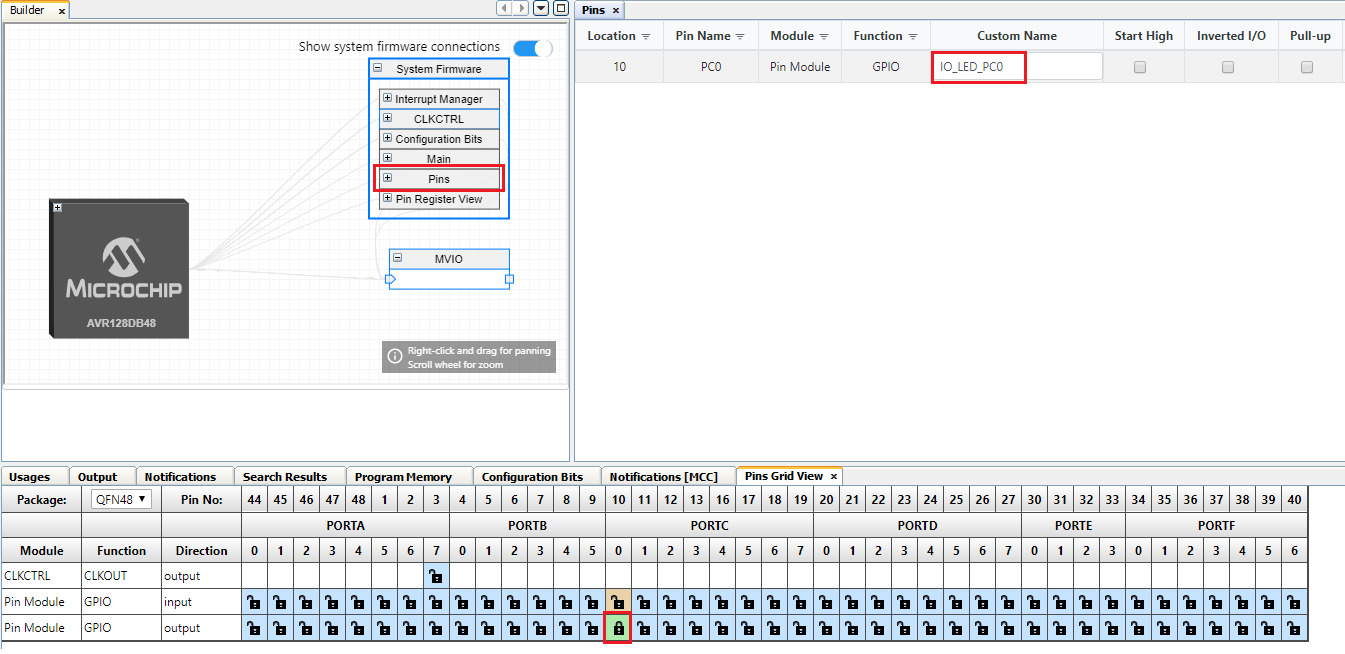 Builder ×
Show system firmware connections
System Firmware
Interrupt Manager
CLKCTRL
Configuration Bits
Main
Pins
Pin Register View
MVIO
MICROCHIP
AVR128DB48
Right-click and drag for panning
Scroll wheel for zoom
Pins ×
Location Pin Name Module Function Custom Name Start High Inverted I/O Pull-up
10 PC0 Pin Module GPIO IO_LED_PC0
Usages Output Notifications Search Results Program Memory Configuration Bits Notifications [MCC] Pins Grid View ×
Package: QFN48 ▼ Pin No: 44 45 46 47 48 1 2 3 4 5 6 7 8 9 10 11 12 13 14 15 16 17 18 19 20 21 22 23 24 25 26 27 30 31 32 33 34 35 36 37 38 39 40
PORTA PORTB PORTC PORTD PORTE PORTF
Module Function Direction 0 1 2 3 4 5 6 7 0 1 2 3 4 5 0 1 2 3 4 5 6 7 0 1 2 3 4 5 6 7 0 1 2 3 0 1 2 3 4 5 6
CLKCTRL CLKOUT output
Pin Module GPIO input
Pin Module GPIO output